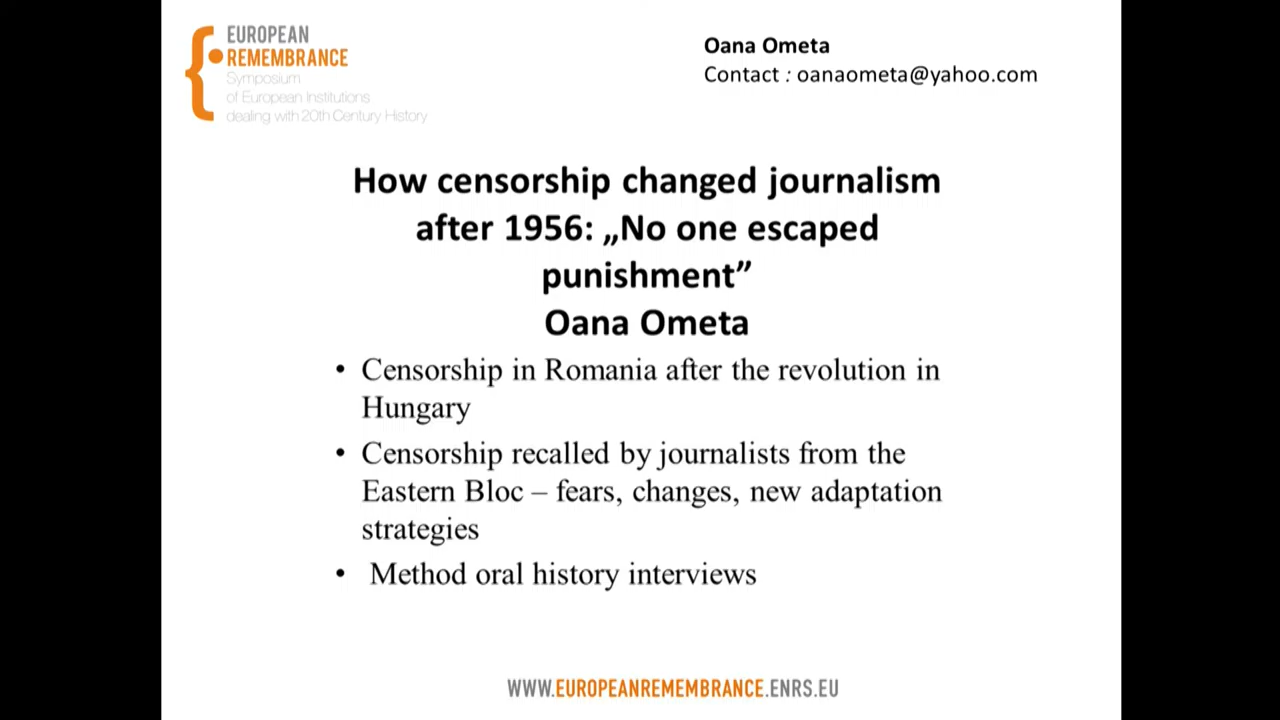 EUROPEAN
REMEMBRANCE
Symposium
of European Institutions
dealing with 20th Century History
Oana Ometa
Contact : oanaometa@yahoo.com
How censorship changed journalism
after 1956: „No one escaped
punishment”
Oana Ometa
• Censorship in Romania after the revolution in
Hungary
• Censorship recalled by journalists from the
Eastern Bloc – fears, changes, new adaptation
strategies
• Method oral history interviews
WWW.EUROPEANREMEMBRANCE.ENRS.EU